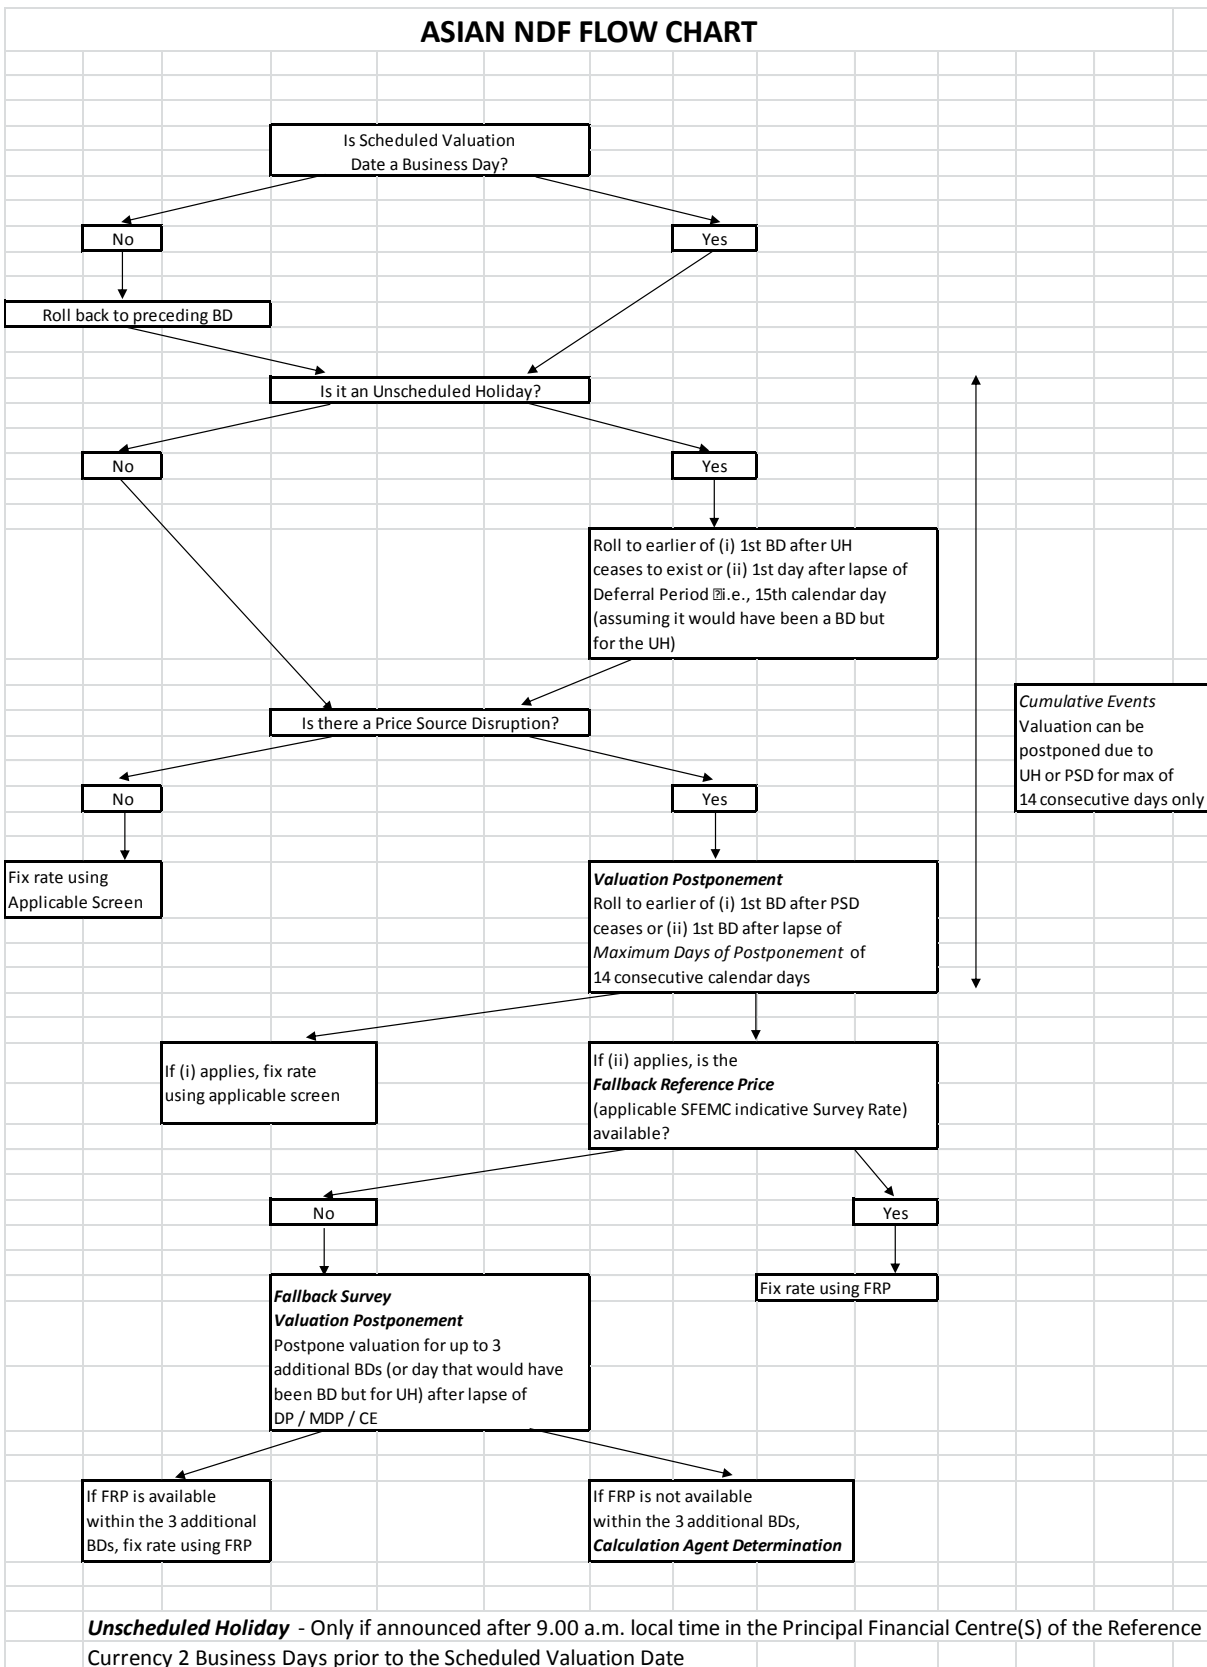 ASIAN NDF FLOW CHART
Is Scheduled Valuation
Date a Business Day?
No
Yes
Roll back to preceding BD
Is it an Unscheduled Holiday?
No
Yes
Roll to earlier of (i) 1st BD after UH
ceases to exist or (ii) 1st day after lapse of
Deferral Period i.e., 15th calendar day
(assuming it would have been a BD but
for the UH)
Cumulative Events
Valuation can be
postponed due to
UH or PSD for max of
14 consecutive days only
Is there a Price Source Disruption?
No
Yes
Fix rate using
Applicable Screen
Valuation Postponement
Roll to earlier of (i) 1st BD after PSD
ceases or (ii) 1st BD after lapse of
Maximum Days of Postponement of
14 consecutive calendar days
If (i) applies, fix rate
using applicable screen
If (ii) applies, is the
Fallback Reference Price
(applicable SFEMC indicative Survey Rate)
available?
No
Yes
Fallback Survey
Valuation Postponement
Postpone valuation for up to 3
additional BDs (or day that would have
been BD but for UH) after lapse of
DP / MDP / CE
Fix rate using FRP
If FRP is available
within the 3 additional
BDs, fix rate using FRP
If FRP is not available
within the 3 additional BDs,
Calculation Agent Determination
Unscheduled Holiday - Only if announced after 9.00 a.m. local time in the Principal Financial Centre(S) of the Reference
Currency 2 Business Days prior to the Scheduled Valuation Date